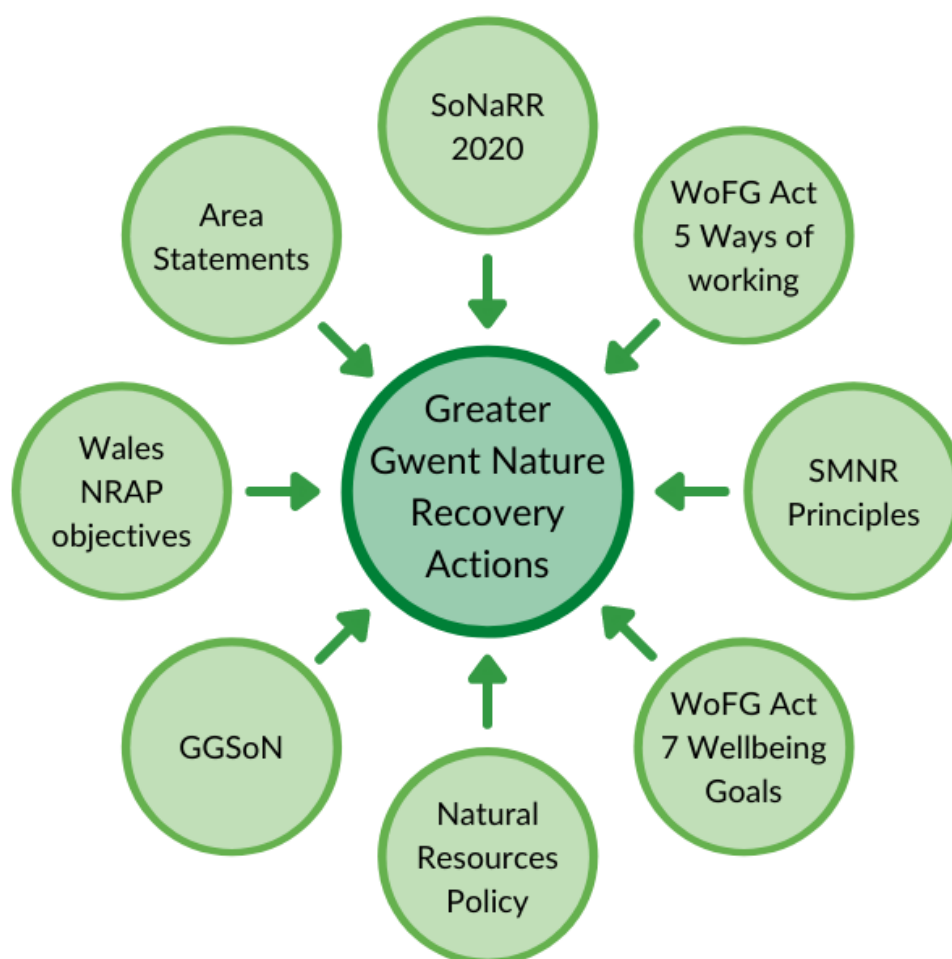 SoNaRR
2020
WoFG Act
5 Ways of
working
SMNR
Principles
WoFG Act
7 Wellbeing
Goals
Natural
Resources
Policy
GGSoN
Wales
NRAP
objectives
Area
Statements
Greater
Gwent Nature
Recovery
Actions